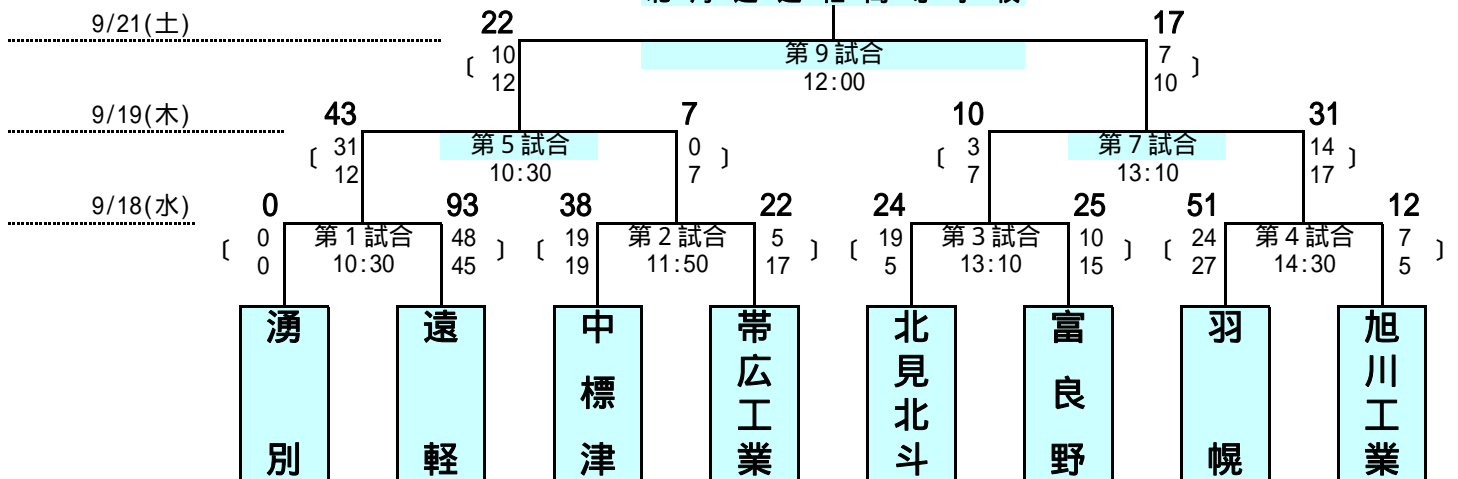 9/21(土) 22 17
第9試合
〔 10 7 〕
12 12:00 10
9/19(木) 43 7 10 31
〔 31 第5試合 0 〕 〔 3 第7試合 14 〕
12 10:30 7 7 13:10 17
9/18(水) 0 93 38 22 24 25 51 12
〔 0 第1試合 48 〕 〔 19 第2試合 5 〕 〔 19 第3試合 10 〕 〔 24 第4試合 7 〕
0 10:30 45 19 11:50 17 5 13:10 15 27 14:30 5
湧別
遠軽
中標津
帯広工業
北見北斗
富良野
羽幌
旭川工業